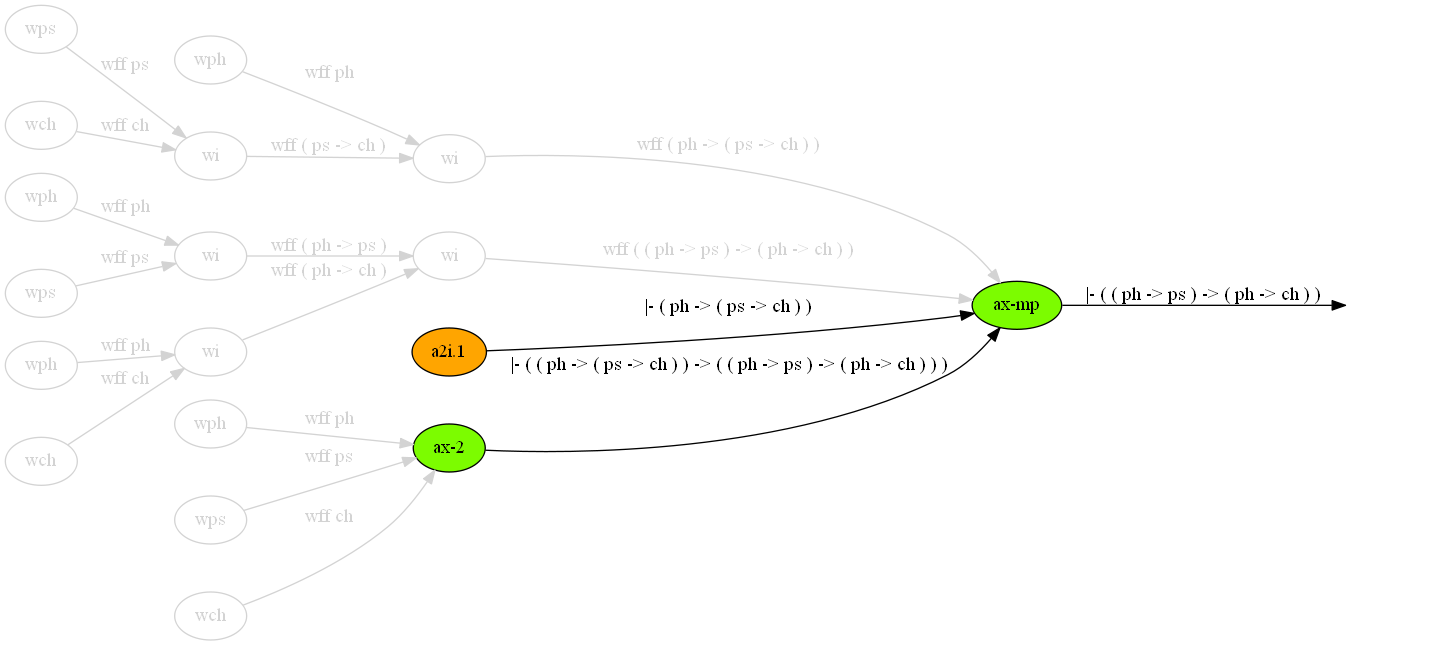 wps
wff ps
wph
wff ph
wch
wff ch
wi
wff ( ps -> ch )
wi
wff ( ph -> ( ps -> ch ) )
wph
wff ph
wps
wff ps
wi
wff ( ph -> ps )
wff ( ph -> ch )
wi
wff ( ( ph -> ps ) -> ( ph -> ch ) )
ax-mp
|- ( ( ph -> ps ) -> ( ph -> ch ) )
|- ( ph -> ( ps -> ch ) )
wph
wff ph
wi
a2i.1
|- ( ( ph -> ( ps -> ch ) ) -> ( ( ph -> ps ) -> ( ph -> ch ) ) )
wff ch
wch
wph
wff ph
ax-2
wff ps
wps
wff ch
wch